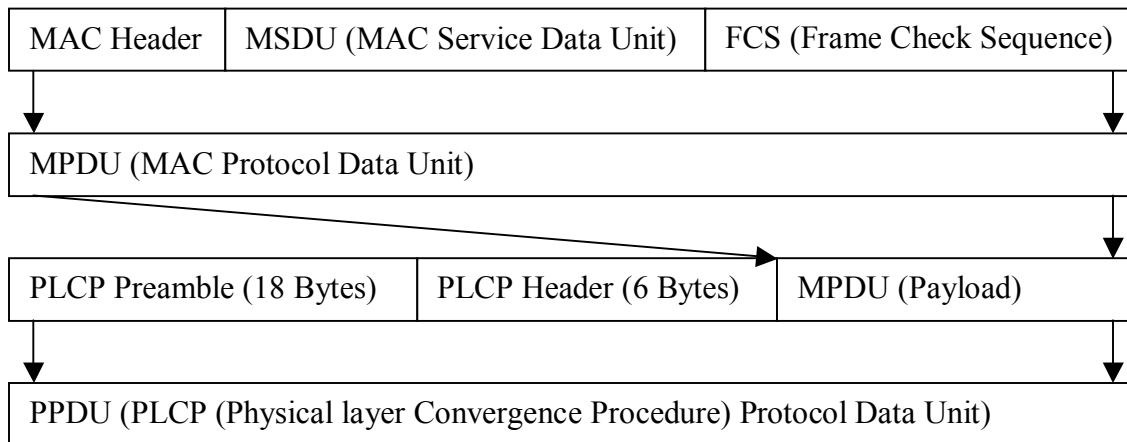 MAC Header MSDU (MAC Service Data Unit) FCS (Frame Check Sequence)
MPDU (MAC Protocol Data Unit)
PLCP Preamble (18 Bytes) PLCP Header (6 Bytes) MPDU (Payload)
PPDU (PLCP (Physical layer Convergence Procedure) Protocol Data Unit)